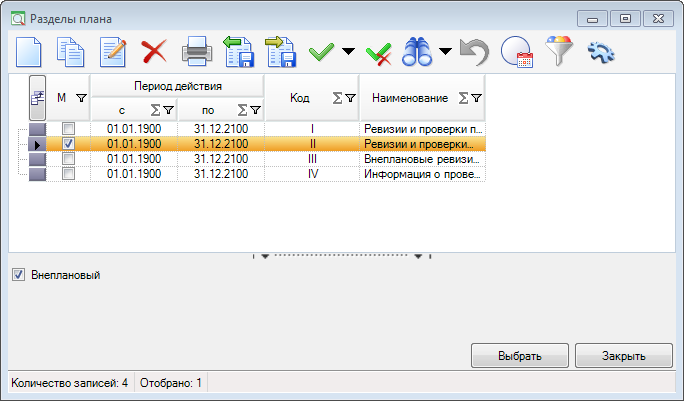 Разделы плана
М
Период действия
с
по
Код
Наименование
01.01.1900 31.12.2100 I Ревизии и проверки п...
01.01.1900 31.12.2100 II Ревизии и проверки...
01.01.1900 31.12.2100 III Внеплановые ревизи...
01.01.1900 31.12.2100 IV Информация о прове...
Внеплановый
Выбрать Закрыть
Количество записей: 4 Отобрано: 1